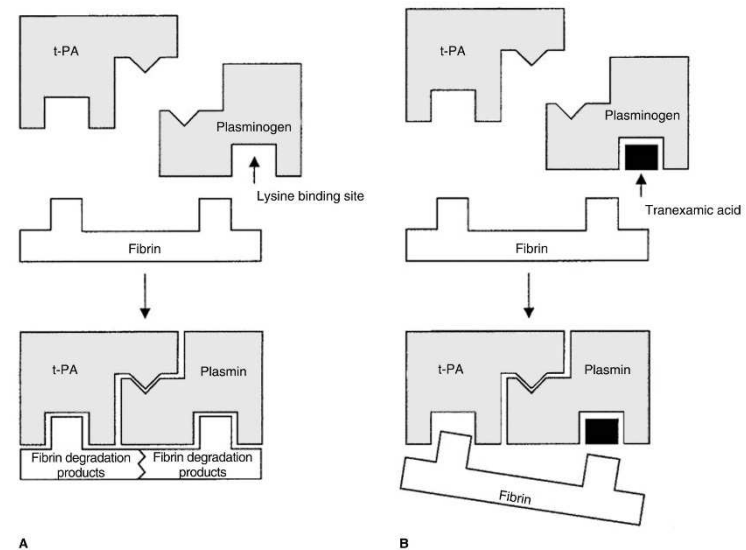 t-PA
Plasminogen
Lysine binding site
Fibrin
t-PA
Plasmin
Fibrin degradation
products
Fibrin degradation
products
A
t-PA
Plasminogen
Tranexamic acid
Fibrin
t-PA
Plasmin
Fibrin
B